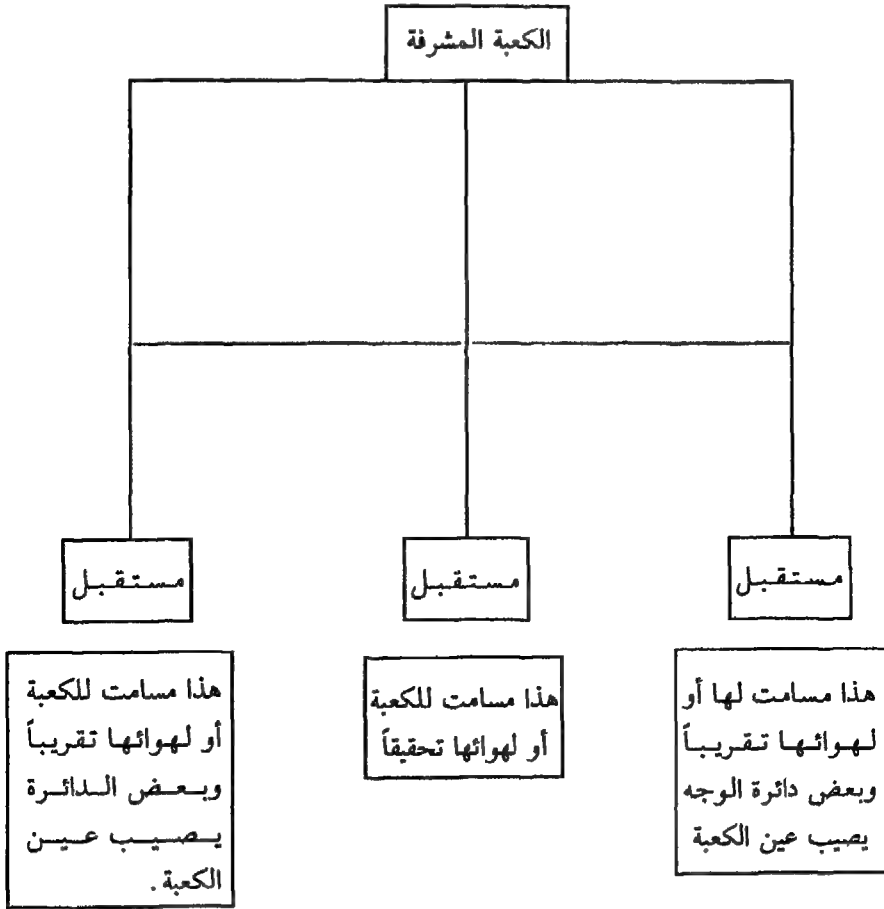 الكعبة المشرفة
مستقبل
مستقبل
مستقبل
هذا مسامت لها أو
لهوائها تقريباً
وبعض دائرة الوجه
يصيب عين الكعبة
هذا مسامت للكعبة
أو لهوائها تحقيقاً
هذا مسامت للكعبة
أو لهوائها تقريباً
وبعض الدائرة
يصيب عين
الكعبة.